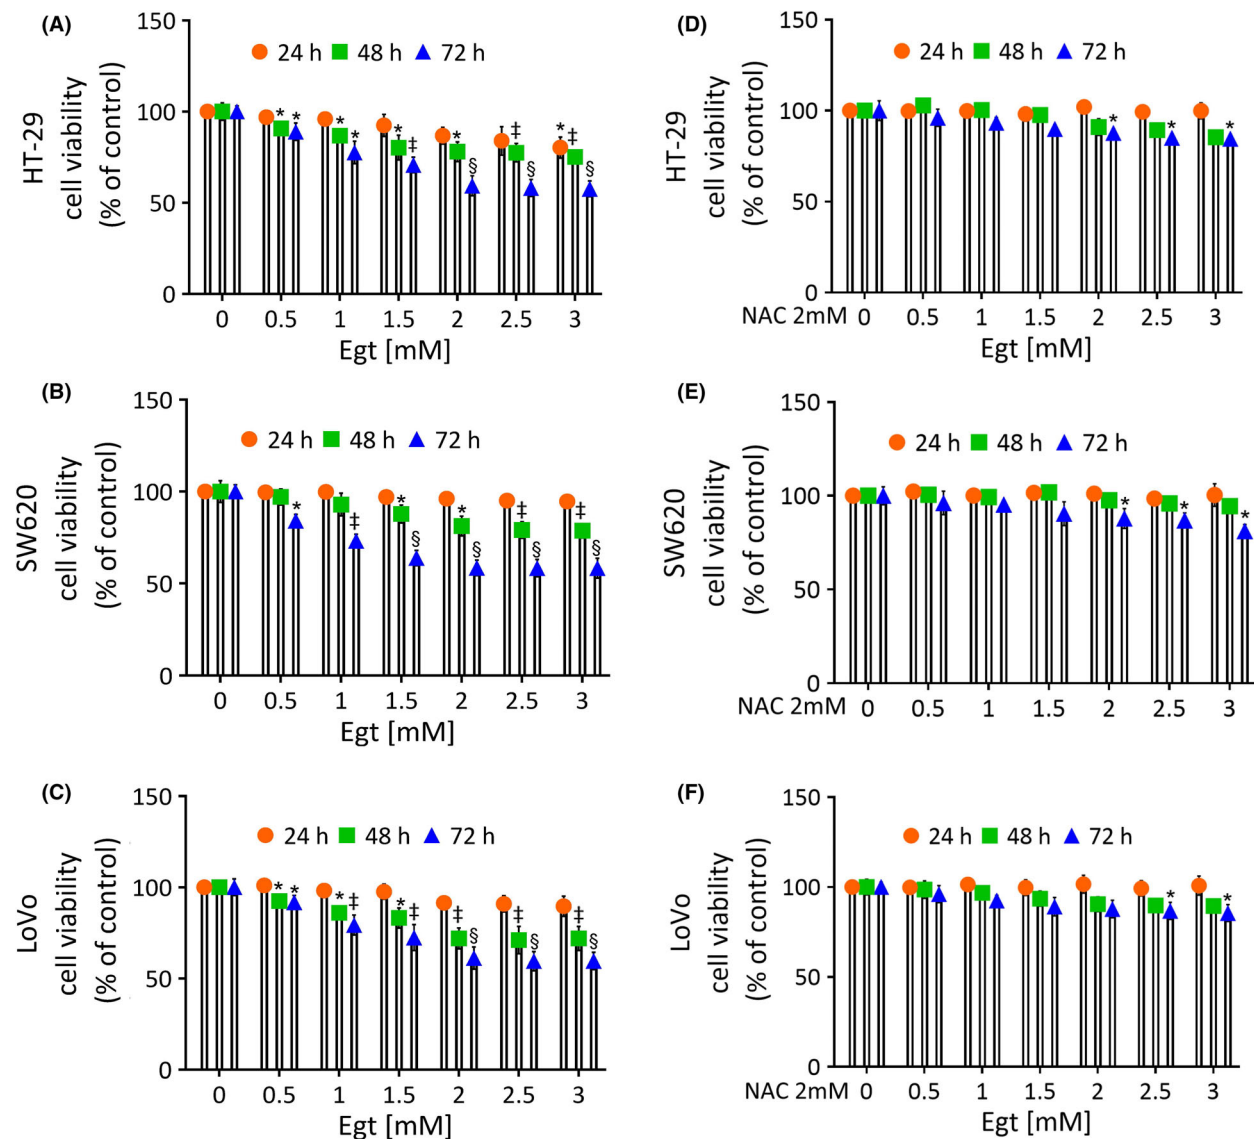 (A)
HT-29
cell viability
(% of control)
150
100
50
0
24 h 48 h 72 h
* * * * * ‡ * § ‡ § * ‡ §
0 0.5 1 1.5 2 2.5 3
Egt [mM]
(D)
HT-29
cell viability
(% of control)
150
100
50
0
24 h 48 h 72 h
* * *
NAC 2mM 0 0.5 1 1.5 2 2.5 3
Egt [mM]
(B)
SW620
cell viability
(% of control)
150
100
50
0
24 h 48 h 72 h
* ‡ * § * § ‡ § ‡ §
0 0.5 1 1.5 2 2.5 3
Egt [mM]
(E)
SW620
cell viability
(% of control)
150
100
50
0
24 h 48 h 72 h
* * *
NAC 2mM 0 0.5 1 1.5 2 2.5 3
Egt [mM]
(C)
LoVo
cell viability
(% of control)
150
100
50
0
24 h 48 h 72 h
* * * ‡ * ‡ ‡ § ‡ § ‡ §
0 0.5 1 1.5 2 2.5 3
Egt [mM]
(F)
LoVo
cell viability
(% of control)
150
100
50
0
24 h 48 h 72 h
* *
NAC 2mM 0 0.5 1 1.5 2 2.5 3
Egt [mM]